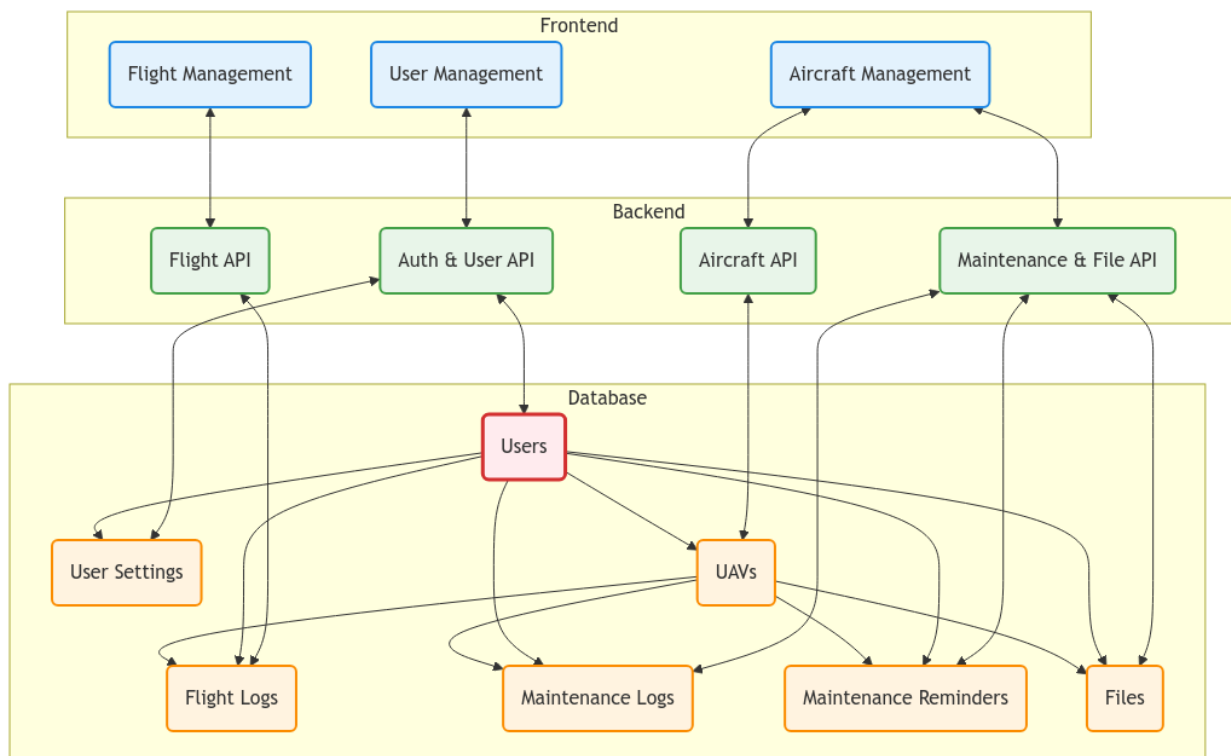 Frontend
Flight Management
User Management
Aircraft Management
Backend
Flight API
Auth & User API
Aircraft API
Maintenance & File API
Database
Users
User Settings
UAVs
Flight Logs
Maintenance Logs
Maintenance Reminders
Files